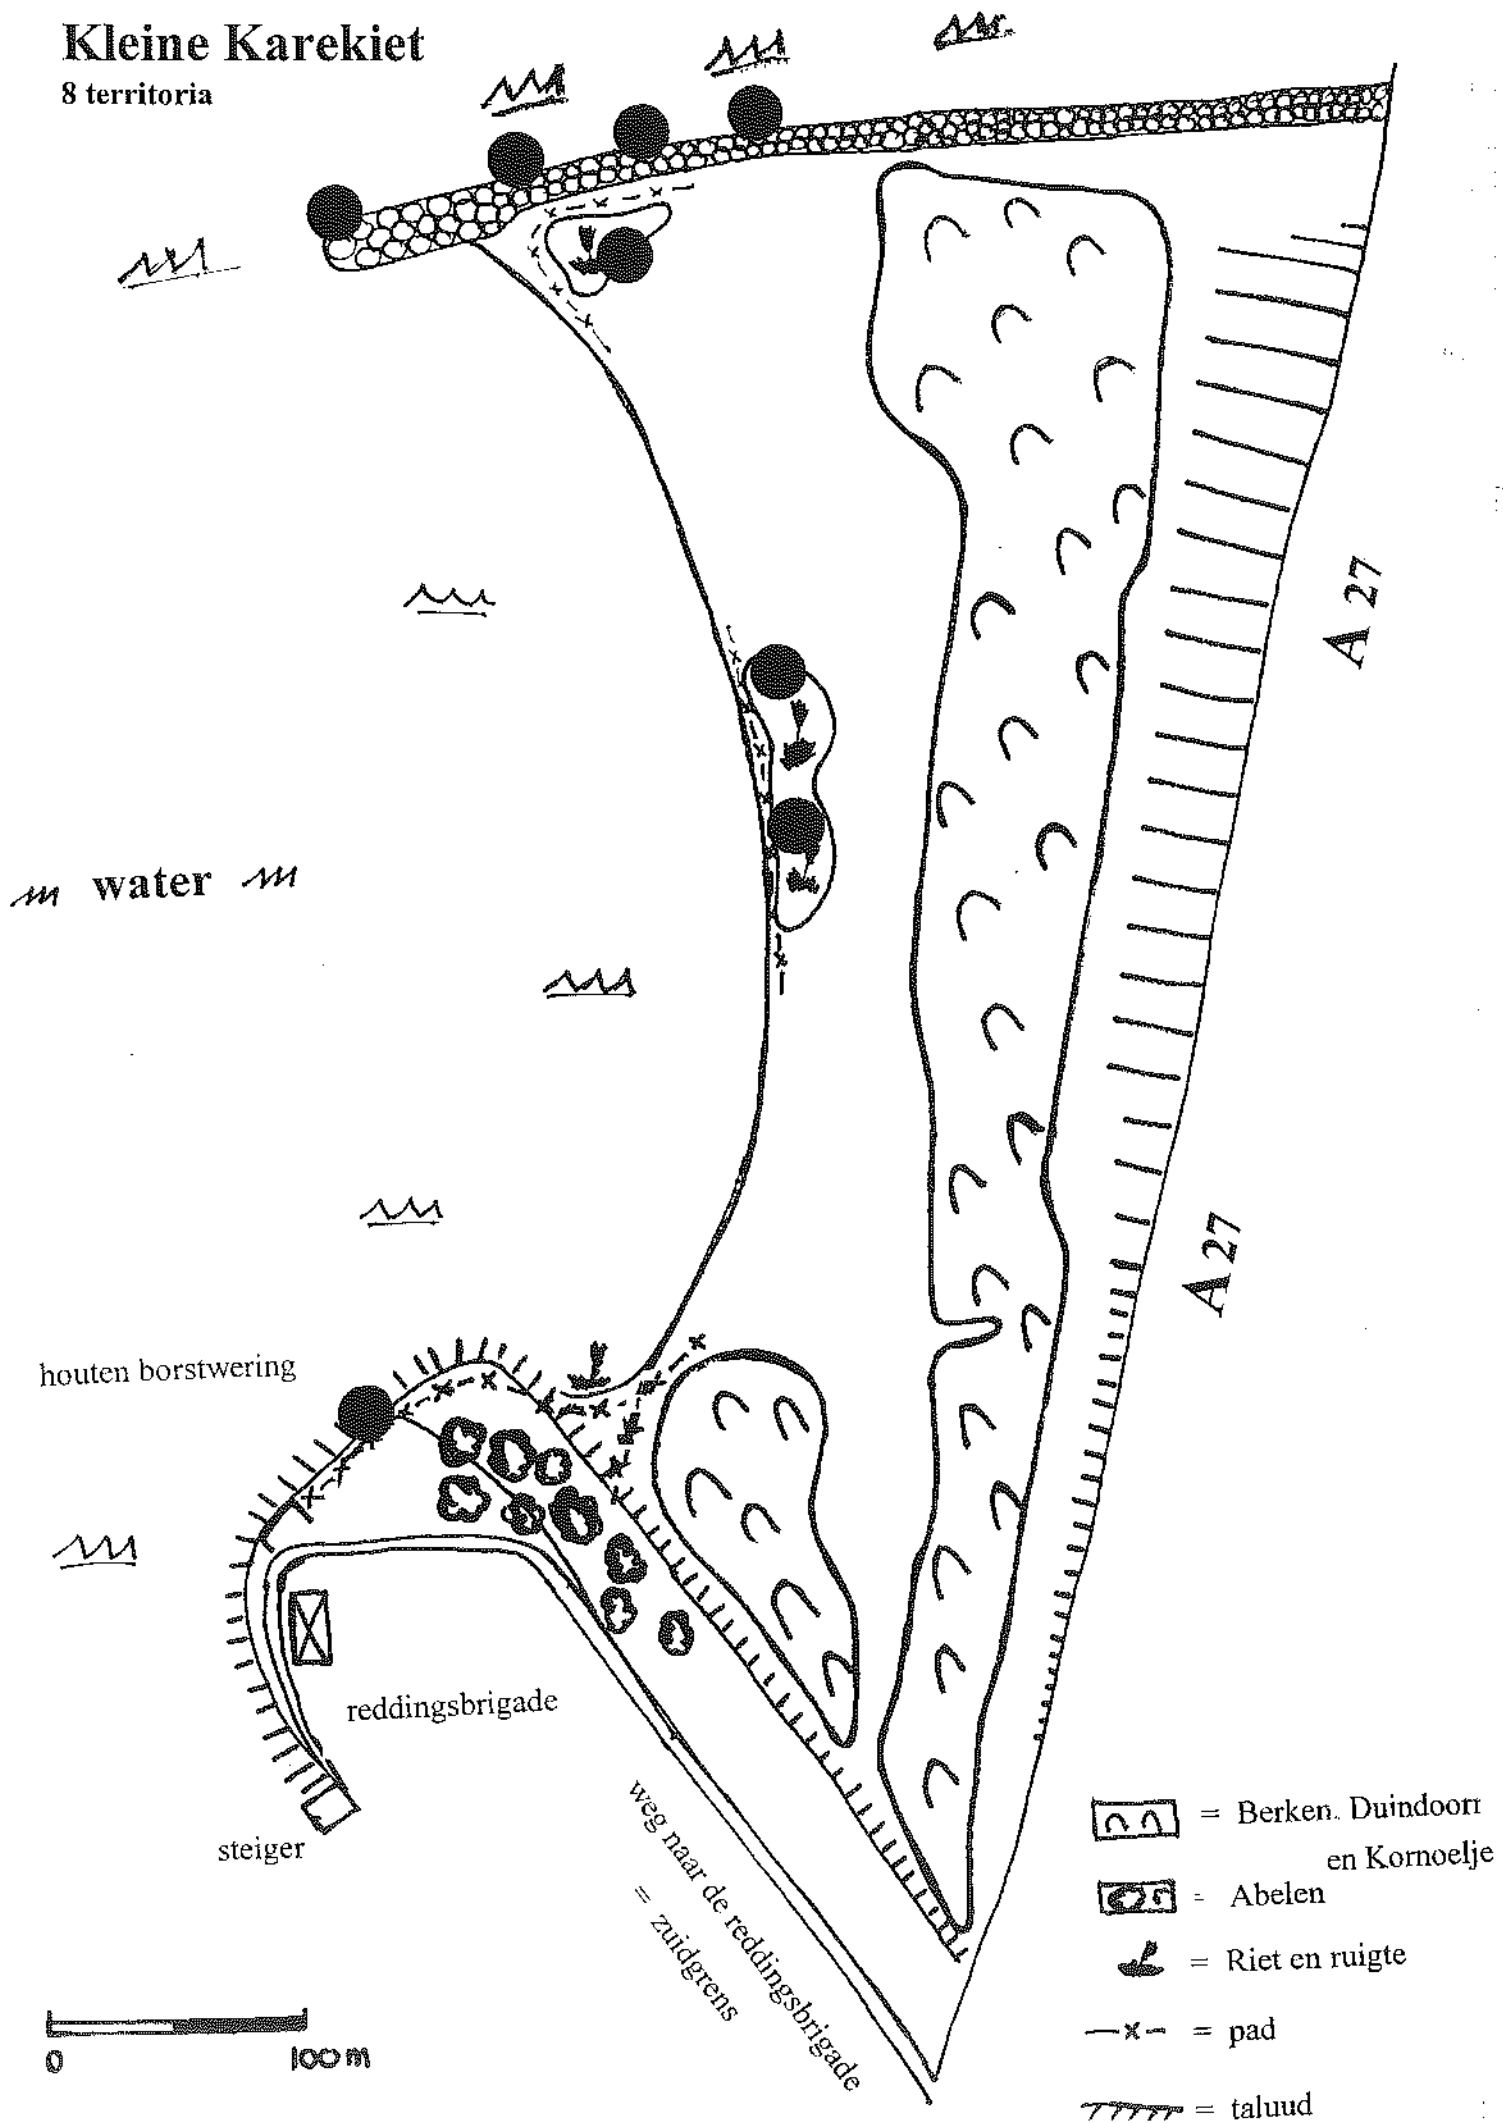 Kleine Karekiet
8 territoria
A 27
water
A 27
houten borstwering
reddingsbrigade
steiger
weg naar de reddingsbrigade
= zuidgrens
= Berken. Duindoorn
en Kornoelje
= Abelen
= Riet en ruigte
= pad
= taluud
0 100m